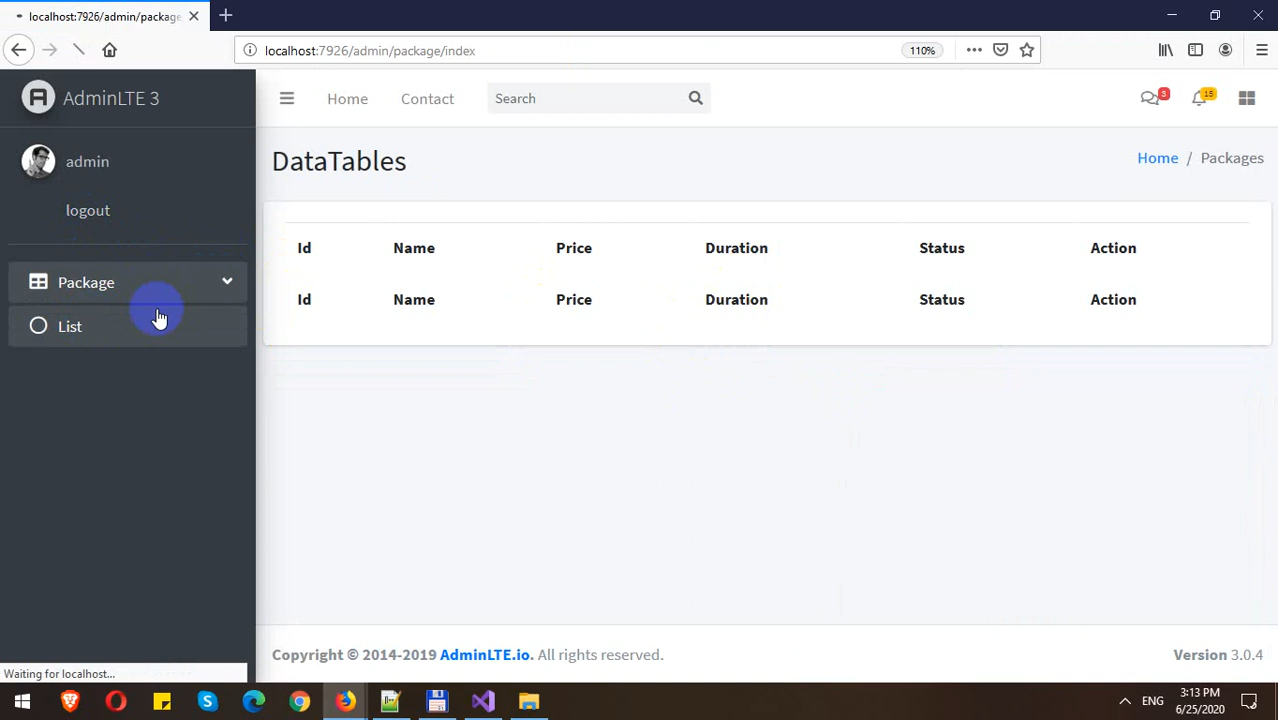 localhost:7926/admin/package
localhost:7926/admin/package/index
110%
AdminLTE 3
Home
Contact
Search
3
15
admin
DataTables
Home / Packages
logout
Id Name Price Duration Status Action
Package
Id Name Price Duration Status Action
List
Copyright © 2014-2019 AdminLTE.io. All rights reserved.
Version 3.0.4
Waiting for localhost...
ENG
3:13 PM
6/25/2020